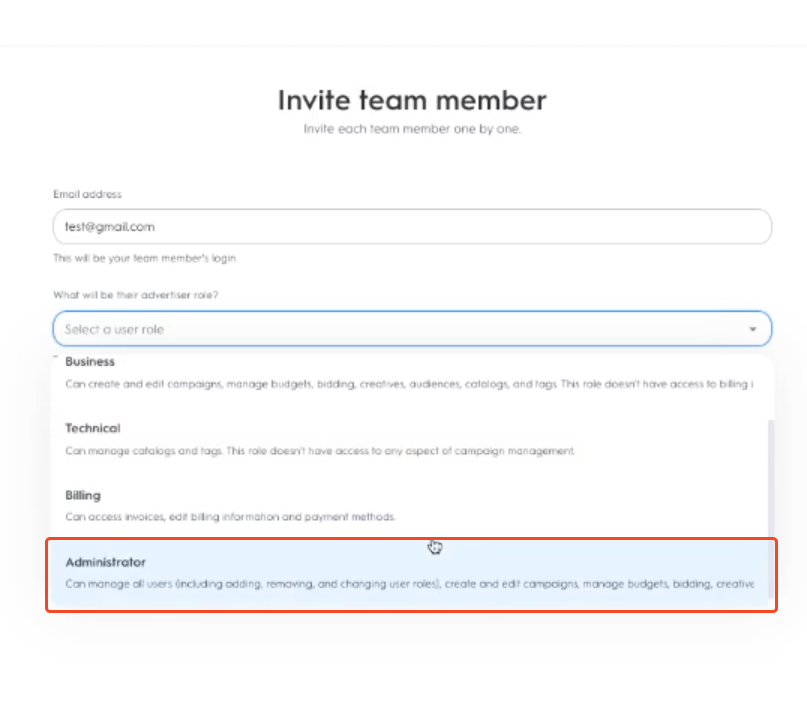 Invite team member
Invite each team member one by one.
Email address
test@gmail.com
This will be your team member's login
What will be their advertiser role?
Select a user role
Business
Can create and edit campaigns, manage budgets, bidding, creatives, audiences, catalogs, and tags. This role doesn't have access to billing i
Technical
Can manage catalogs and tags. This role doesn't have access to any aspect of campaign management.
Billing
Can access invoices, edit billing information and payment methods.
Administrator
Can manage all users (including adding, removing, and changing user roles), create and edit campaigns, manage budgets, bidding, creative